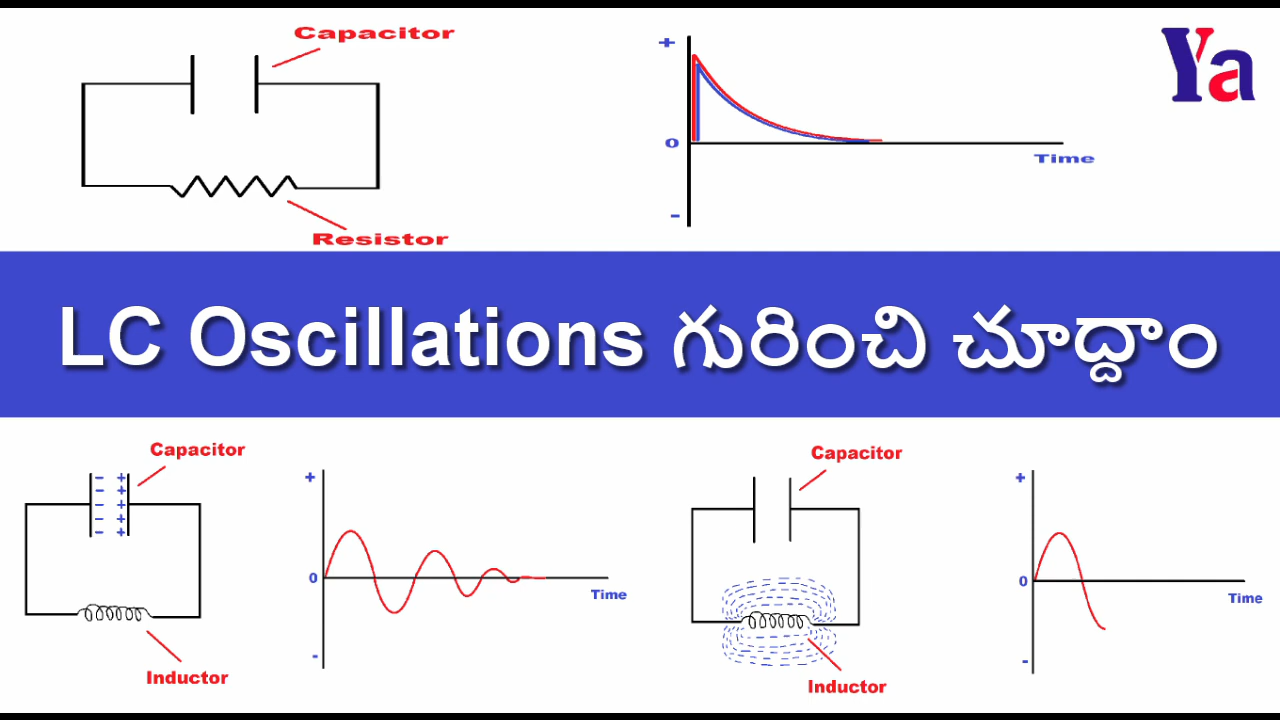 Capacitor
Resistor
+
0
-
Time
Ya
LC Oscillations గురించి చూద్దాం
Capacitor
- +
- +
- +
- +
- +
Inductor
+
0
-
Time
Capacitor
Inductor
+
0
-
Time